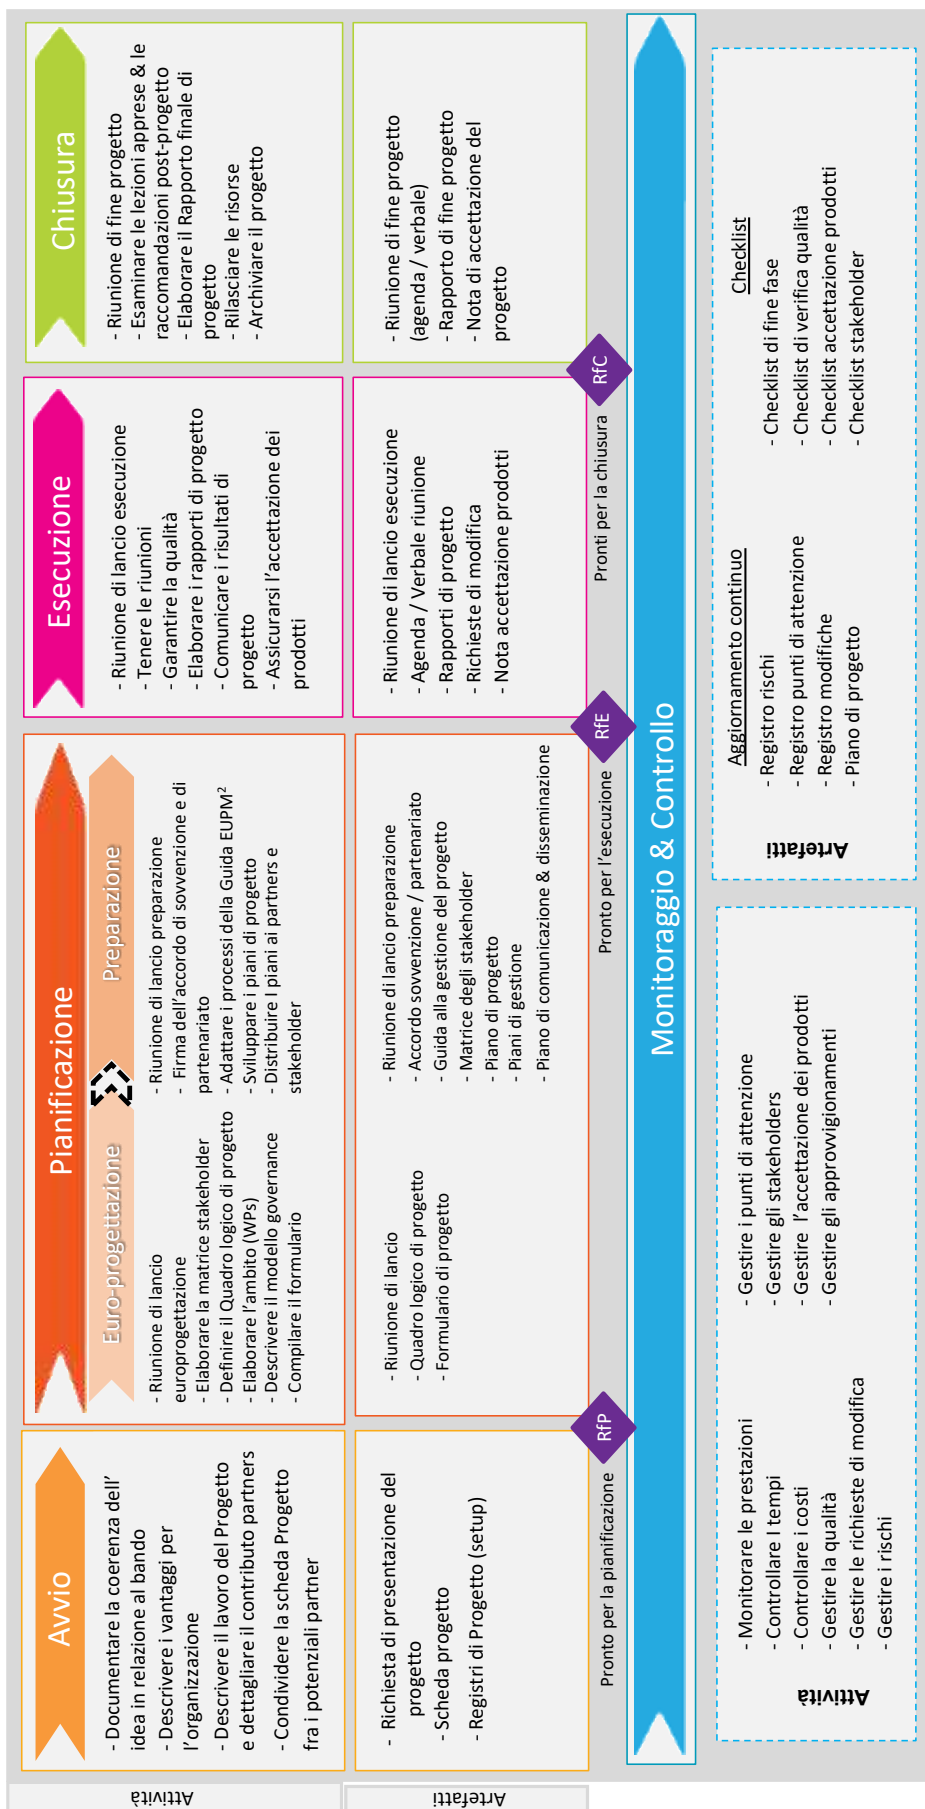 Attività
Artefatti
Avvio
- Documentare la coerenza dell’
idea in relazione al bando
- Descrivere i vantaggi per
l’organizzazione
- Descrivere il lavoro del Progetto
e dettagliare il contributo partners
- Condividere la scheda Progetto
fra i potenziali partner
- Richiesta di presentazione del
progetto
- Scheda progetto
- Registri di Progetto (setup)
Pianificazione
Euro-progettazione
Preparazione
- Riunione di lancio
europrogettazione
- Elaborare la matrice stakeholder
- Definire il Quadro logico di progetto
- Elaborare l’ambito (WPs)
- Descrivere il modello governance
- Compilare il formulario
- Riunione di lancio preparazione
- Firma dell’accordo di sovvenzione e di
partenariato
- Adattare i processi della Guida EUPM²
- Sviluppare i piani di progetto
- Distribuire I piani ai partners e
stakeholder
- Riunione di lancio
- Quadro logico di progetto
- Formulario di progetto
- Riunione di lancio preparazione
- Accordo sovvenzione / partenariato
- Guida alla gestione del progetto
- Matrice degli stakeholder
- Piano di progetto
- Piani di gestione
- Piano di comunicazione & disseminazione
Esecuzione
- Riunione di lancio esecuzione
- Tenere le riunioni
- Garantire la qualità
- Elaborare i rapporti di progetto
- Comunicare i risultati di
progetto
- Assicurarsi l’accettazione dei
prodotti
- Riunione di lancio esecuzione
- Agenda / Verbale riunione
- Rapporti di progetto
- Richieste di modifica
- Nota accettazione prodotti
Chiusura
- Riunione di fine progetto
- Esaminare le lezioni apprese & le
raccomandazioni post-progetto
- Elaborare il Rapporto finale di
progetto
- Rilasciare le risorse
- Archiviare il progetto
- Riunione di fine progetto
(agenda / verbale)
- Rapporto di fine progetto
- Nota di accettazione del
progetto
RfP
Pronto per la pianificazione
RfE
Pronto per l’esecuzione
RfC
Pronti per la chiusura
Monitoraggio & Controllo
Attività
- Monitorare le prestazioni
- Controllare I tempi
- Controllare i costi
- Gestire la qualità
- Gestire le richieste di modifica
- Gestire i rischi
- Gestire i punti di attenzione
- Gestire gli stakeholders
- Gestire l’accettazione dei prodotti
- Gestire gli approvvigionamenti
Artefatti
Aggiornamento continuo
- Registro rischi
- Registro punti di attenzione
- Registro modifiche
- Piano di progetto
Checklist
- Checklist di fine fase
- Checklist di verifica qualità
- Checklist accettazione prodotti
- Checklist stakeholder